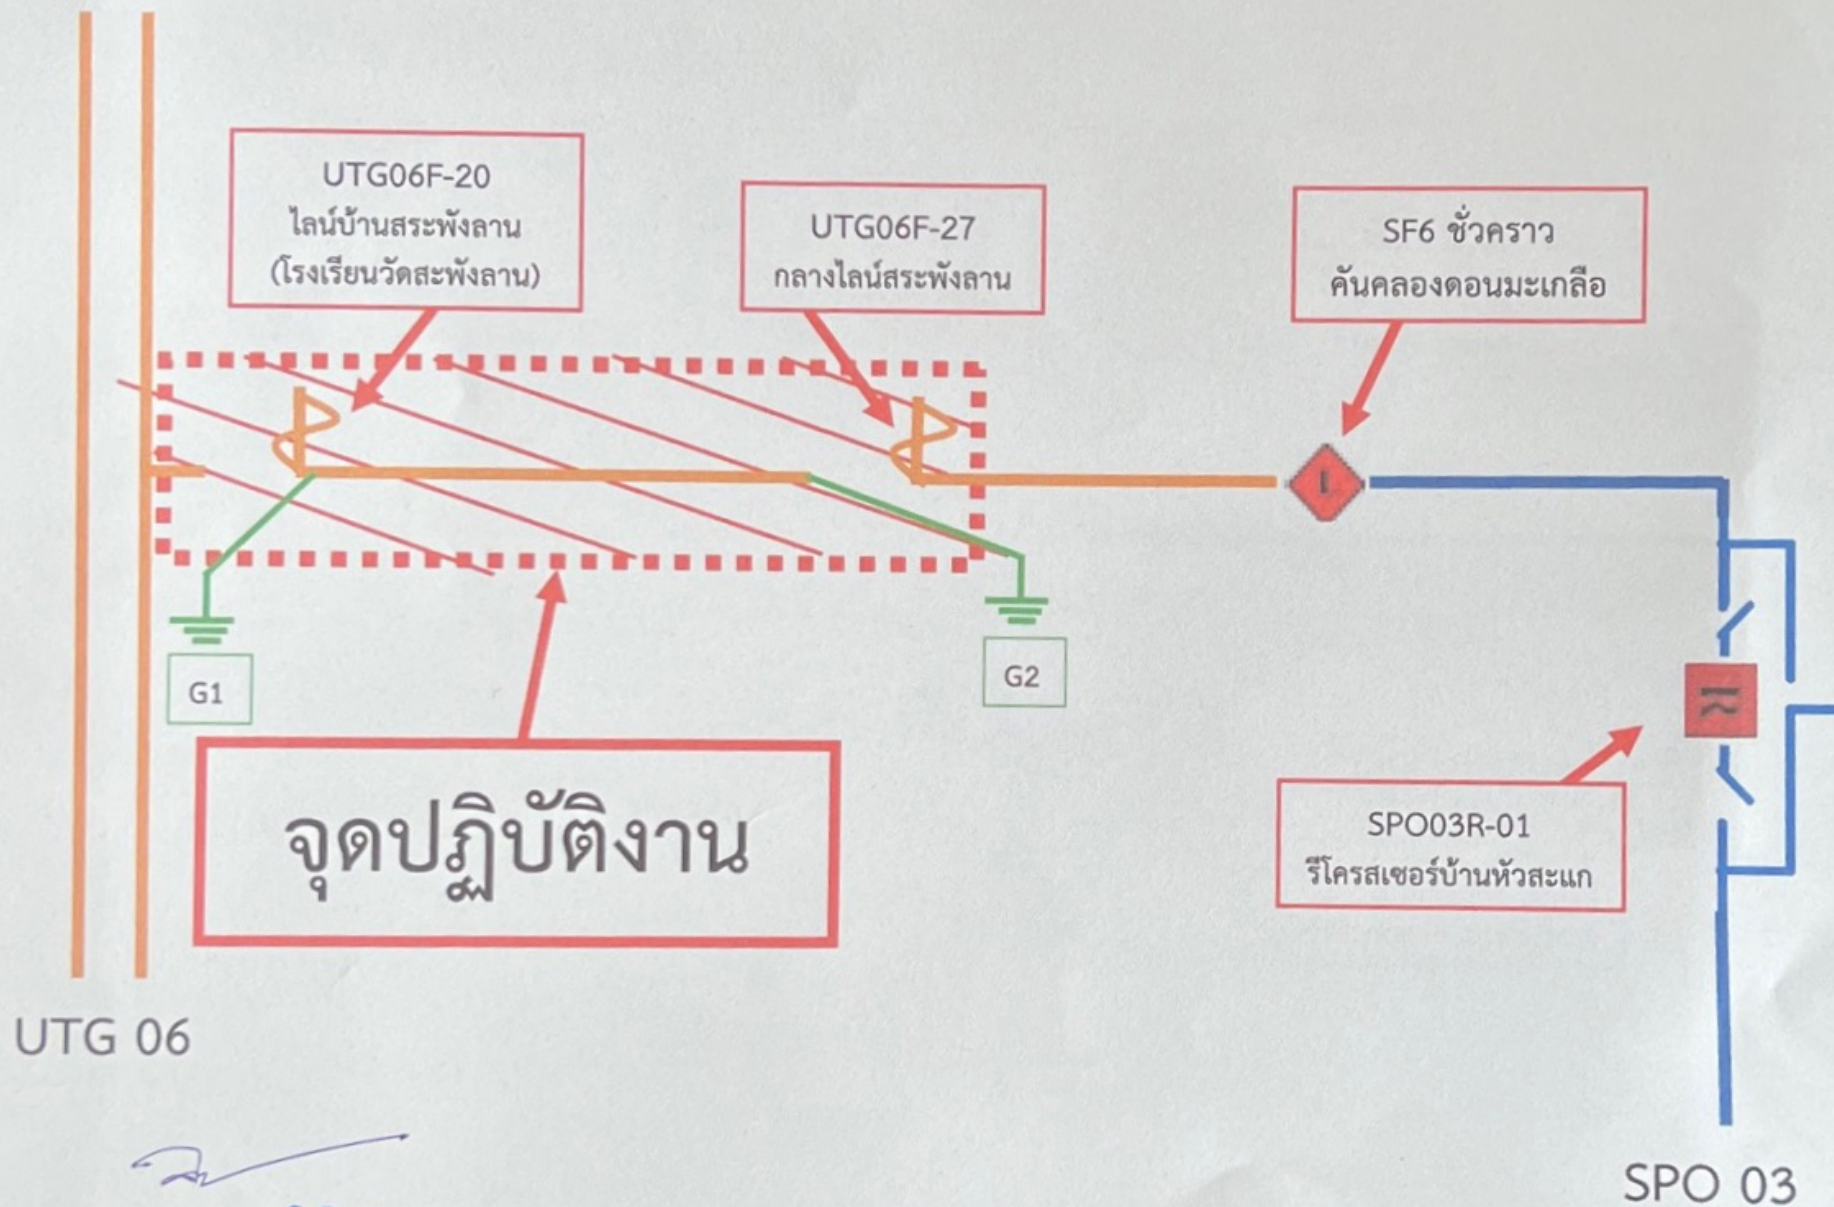 UTG06F-20
ไลน์บ้านสระพังลาน
(โรงเรียนวัดสะพังลาน)
UTG06F-27
กลางไลน์สระพังลาน
SF6 ชั่วคราว
คันคลองดอนมะเกลือ
G1
G2
จุดปฏิบัติงาน
SPO03R-01
รีโครสเซอร์บ้านหัวสะแก
UTG 06
SPO 03